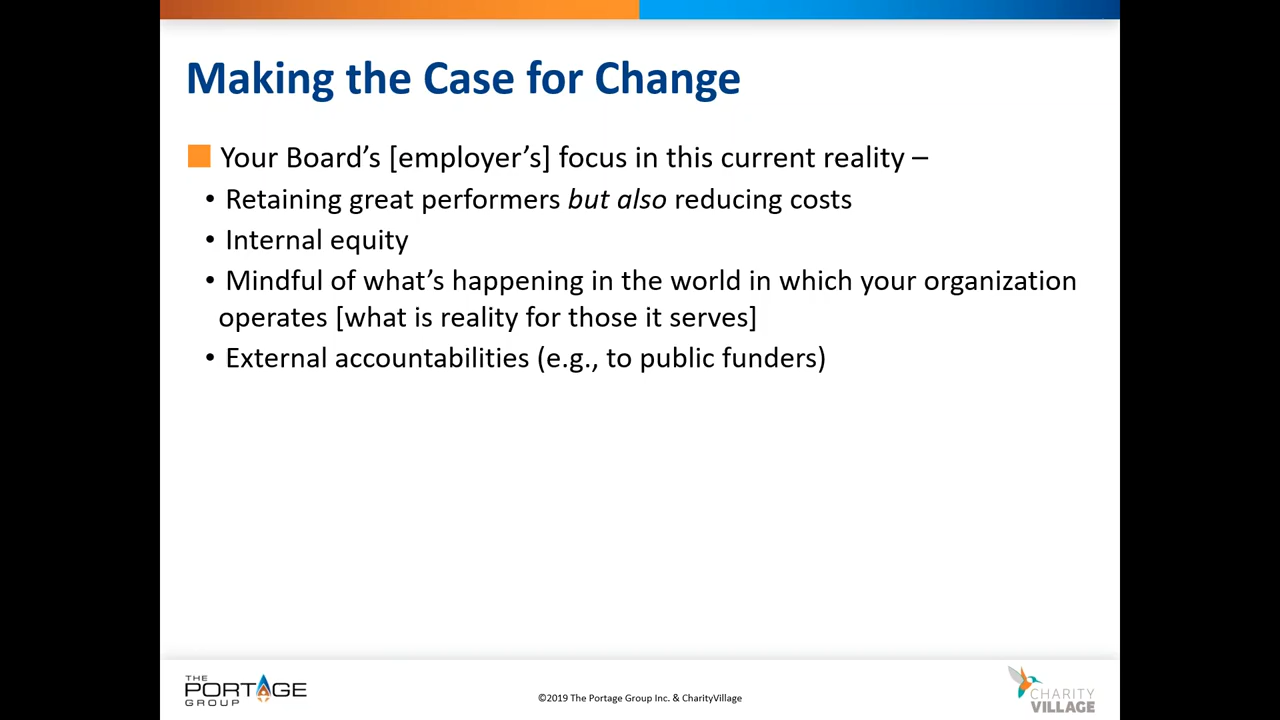 Making the Case for Change
Your Board’s [employer’s] focus in this current reality –
• Retaining great performers but also reducing costs
• Internal equity
• Mindful of what’s happening in the world in which your organization
operates [what is reality for those it serves]
• External accountabilities (e.g., to public funders)
THE
PORTAGE
GROUP
©2019 The Portage Group Inc. & CharityVillage
CHARITY
VILLAGE